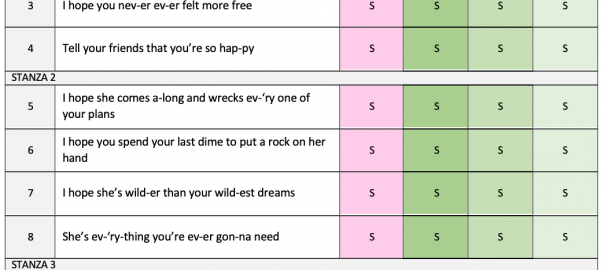 3 I hope you nev-er ev-er felt more free S S S S
4 Tell your friends that you’re so hap-py S S S S
STANZA 2
5 I hope she comes a-long and wrecks ev-‘ry one of
your plans S S S S
6 I hope you spend your last dime to put a rock on her
hand S S S S
7 I hope she’s wild-er than your wild-est dreams S S S S
8 She’s ev-‘ry-thing you’re ev-er gon-na need S S S S
STANZA 3